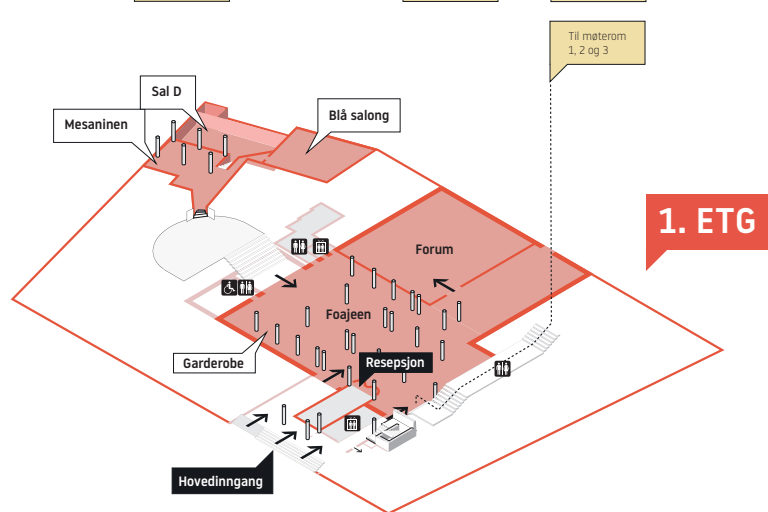 Til møterom
1, 2 og 3
Sal D
Mesaninen
Blå salong
1. ETG
Forum
Foajeen
Garderobe
Resepsjon
Hovedinngang